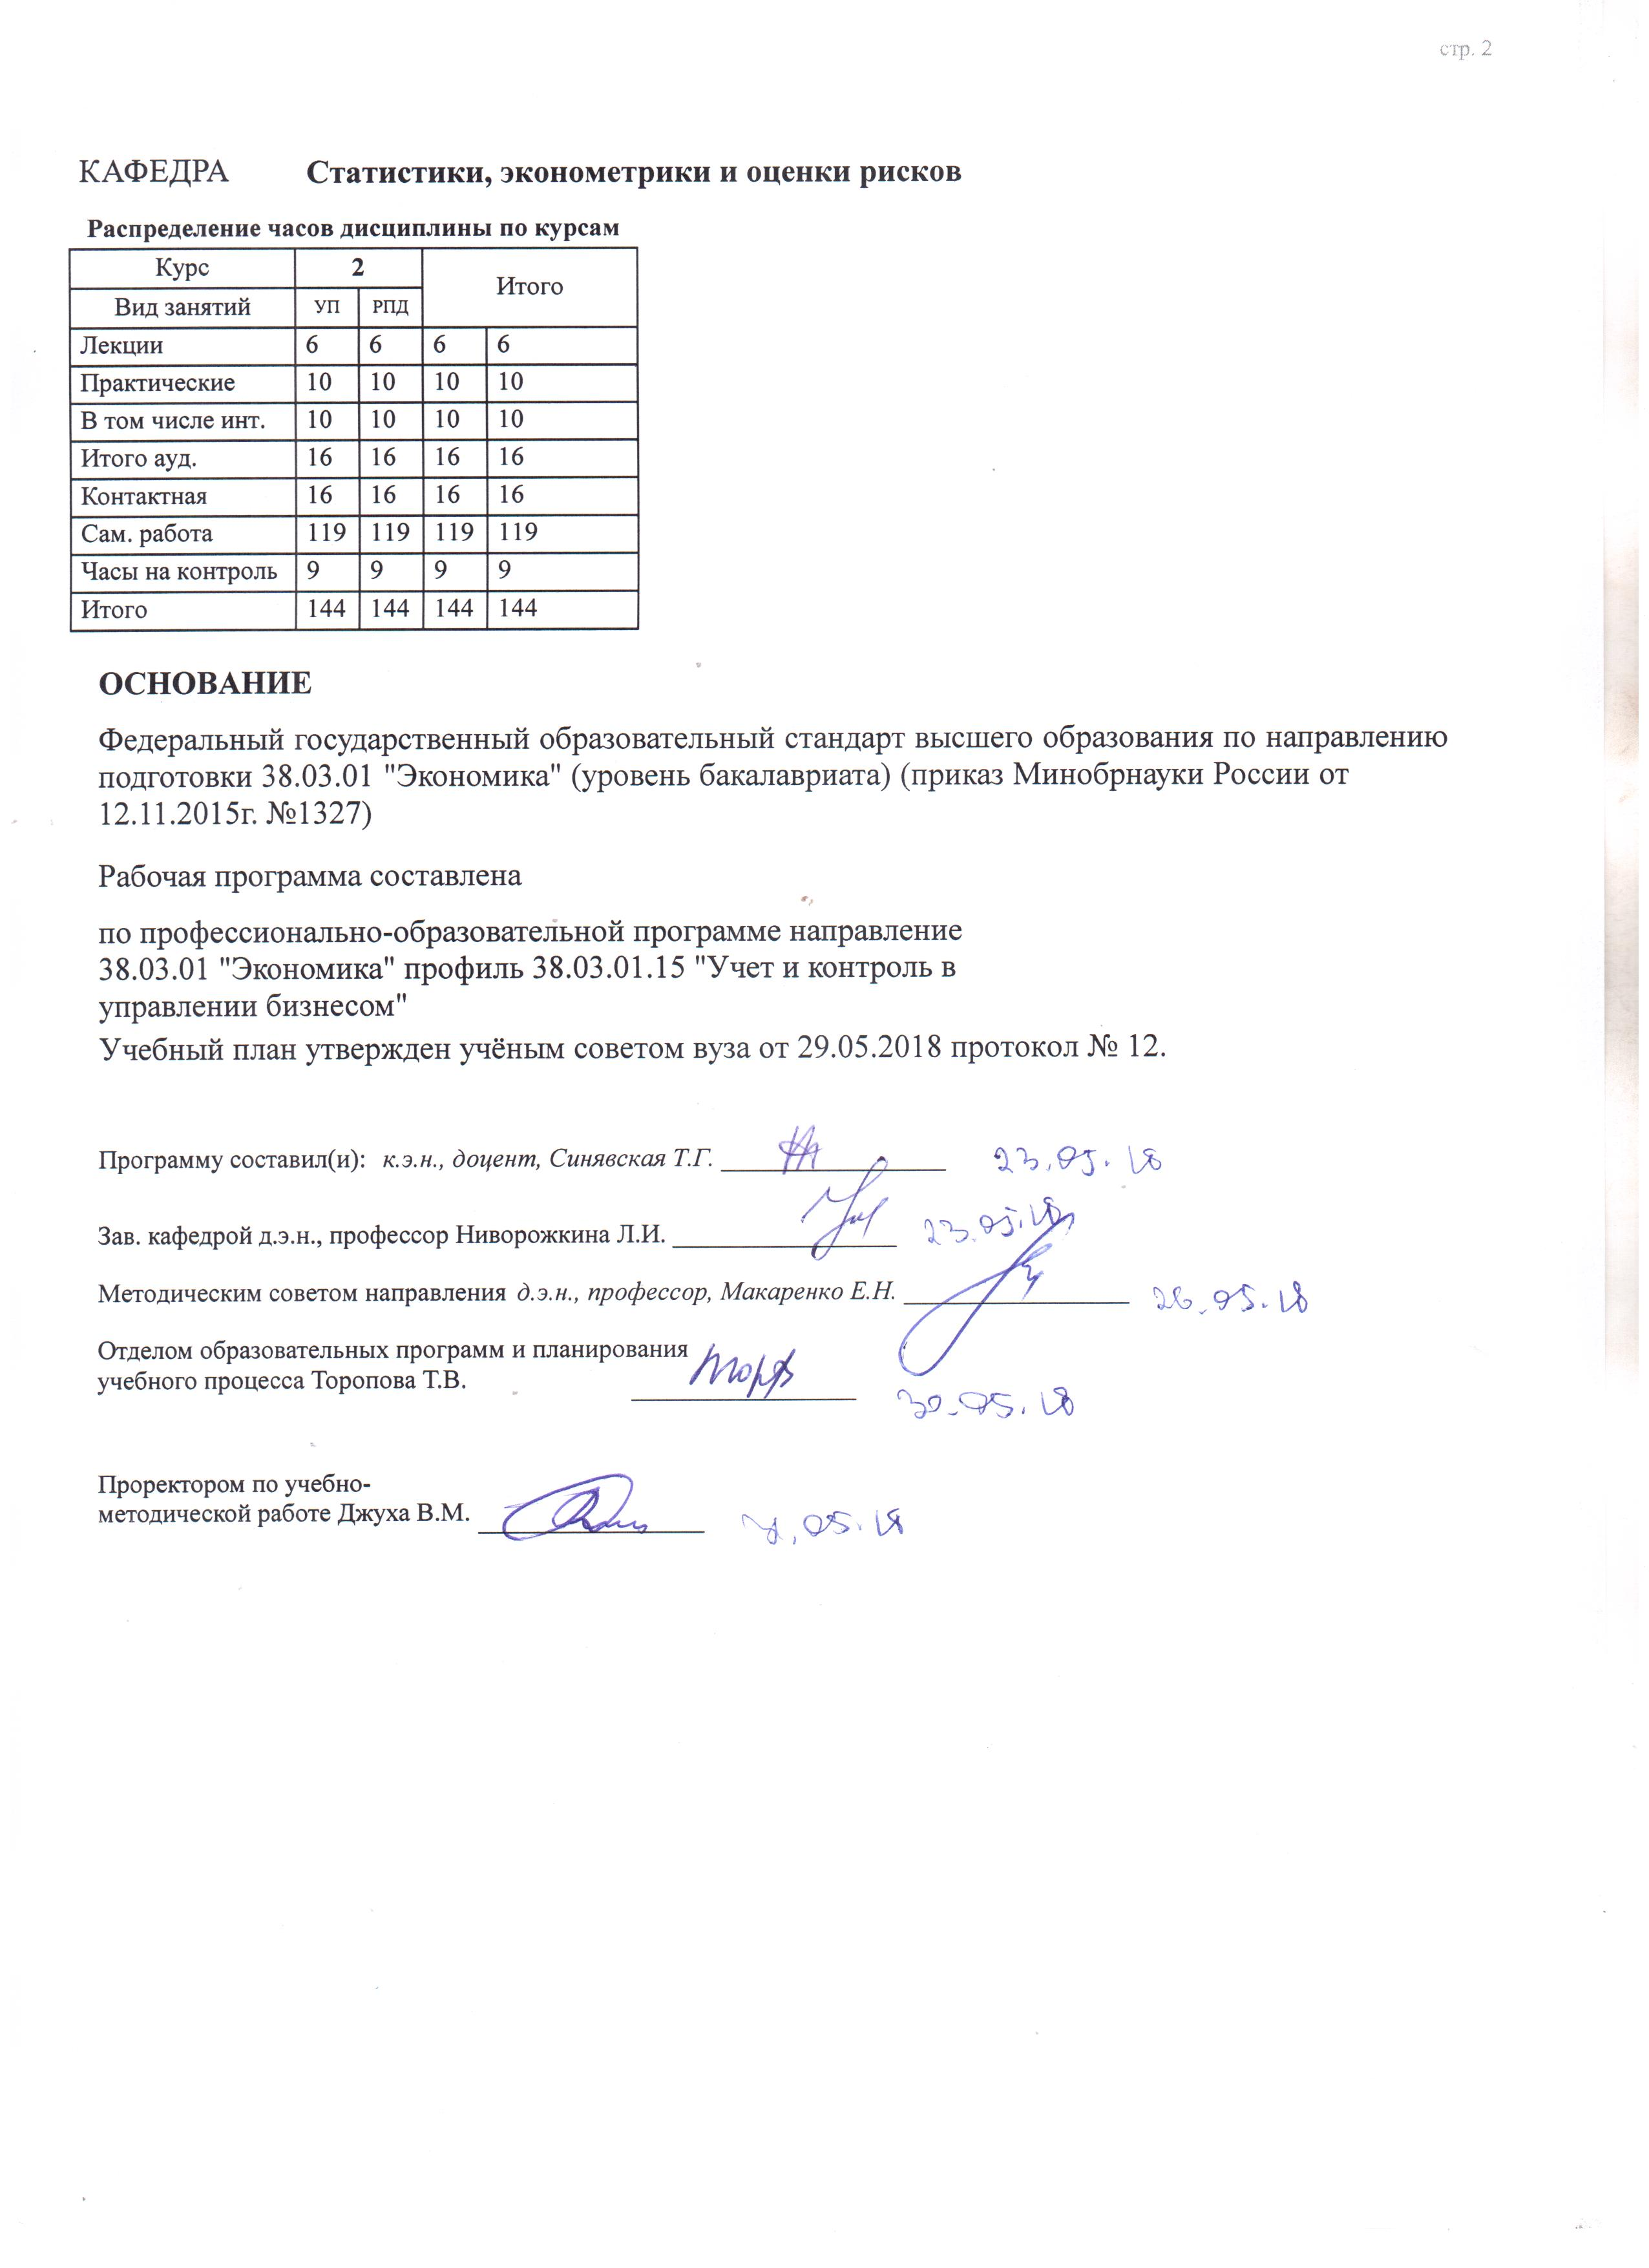 стр. 2
КАФЕДРА Статистики, эконометрики и оценки рисков
Распределение часов дисциплины по курсам
Курс 2 Итого
Вид занятий УП РПД
Лекции 6 6 6 6
Практические 10 10 10 10
В том числе инт. 10 10 10 10
Итого ауд. 16 16 16 16
Контактная 16 16 16 16
Сам. работа 119 119 119 119
Часы на контроль 9 9 9 9
Итого 144 144 144 144
ОСНОВАНИЕ
Федеральный государственный образовательный стандарт высшего образования по направлению
подготовки 38.03.01 "Экономика" (уровень бакалавриата) (приказ Минобрнауки России от
12.11.2015г. №1327)
Рабочая программа составлена
по профессионально-образовательной программе направление
38.03.01 "Экономика" профиль 38.03.01.15 "Учет и контроль в
управлении бизнесом"
Учебный план утвержден учёным советом вуза от 29.05.2018 протокол № 12.
Программу составил(и): к.э.н., доцент, Синявская Т.Г. 23.05.18
Зав. кафедрой д.э.н., профессор Ниворожкина Л.И. 23.05.18
Методическим советом направления д.э.н., профессор, Макаренко Е.Н. 28.05.18
Отделом образовательных программ и планирования
учебного процесса Торопова Т.В. 30.05.18
Проректором по учебно-
методической работе Джуха В.М.